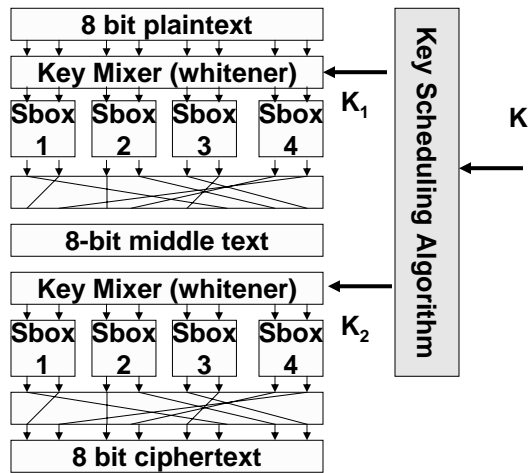 8 bit plaintext
Key Mixer (whitener)
K1
K
Sbox 1
Sbox 2
Sbox 3
Sbox 4
Key Scheduling Algorithm
8-bit middle text
Key Mixer (whitener)
K2
Sbox 1
Sbox 2
Sbox 3
Sbox 4
8 bit ciphertext